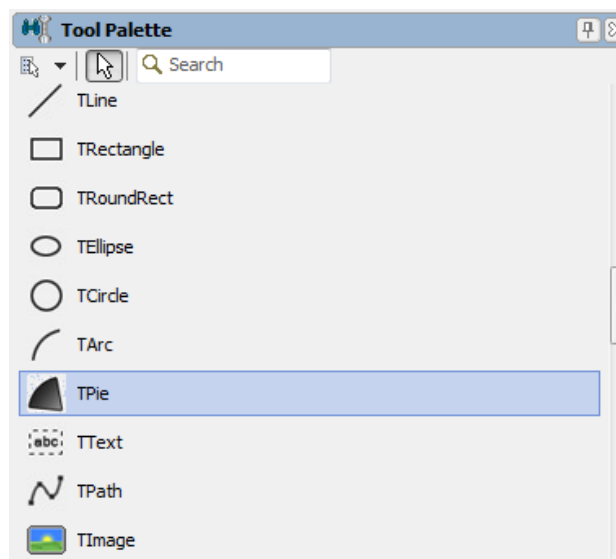 Tool Palette
Search
TLine
TRectangle
TRoundRect
TEllipse
TCircle
TArc
TPie
abc TText
TPath
TImage